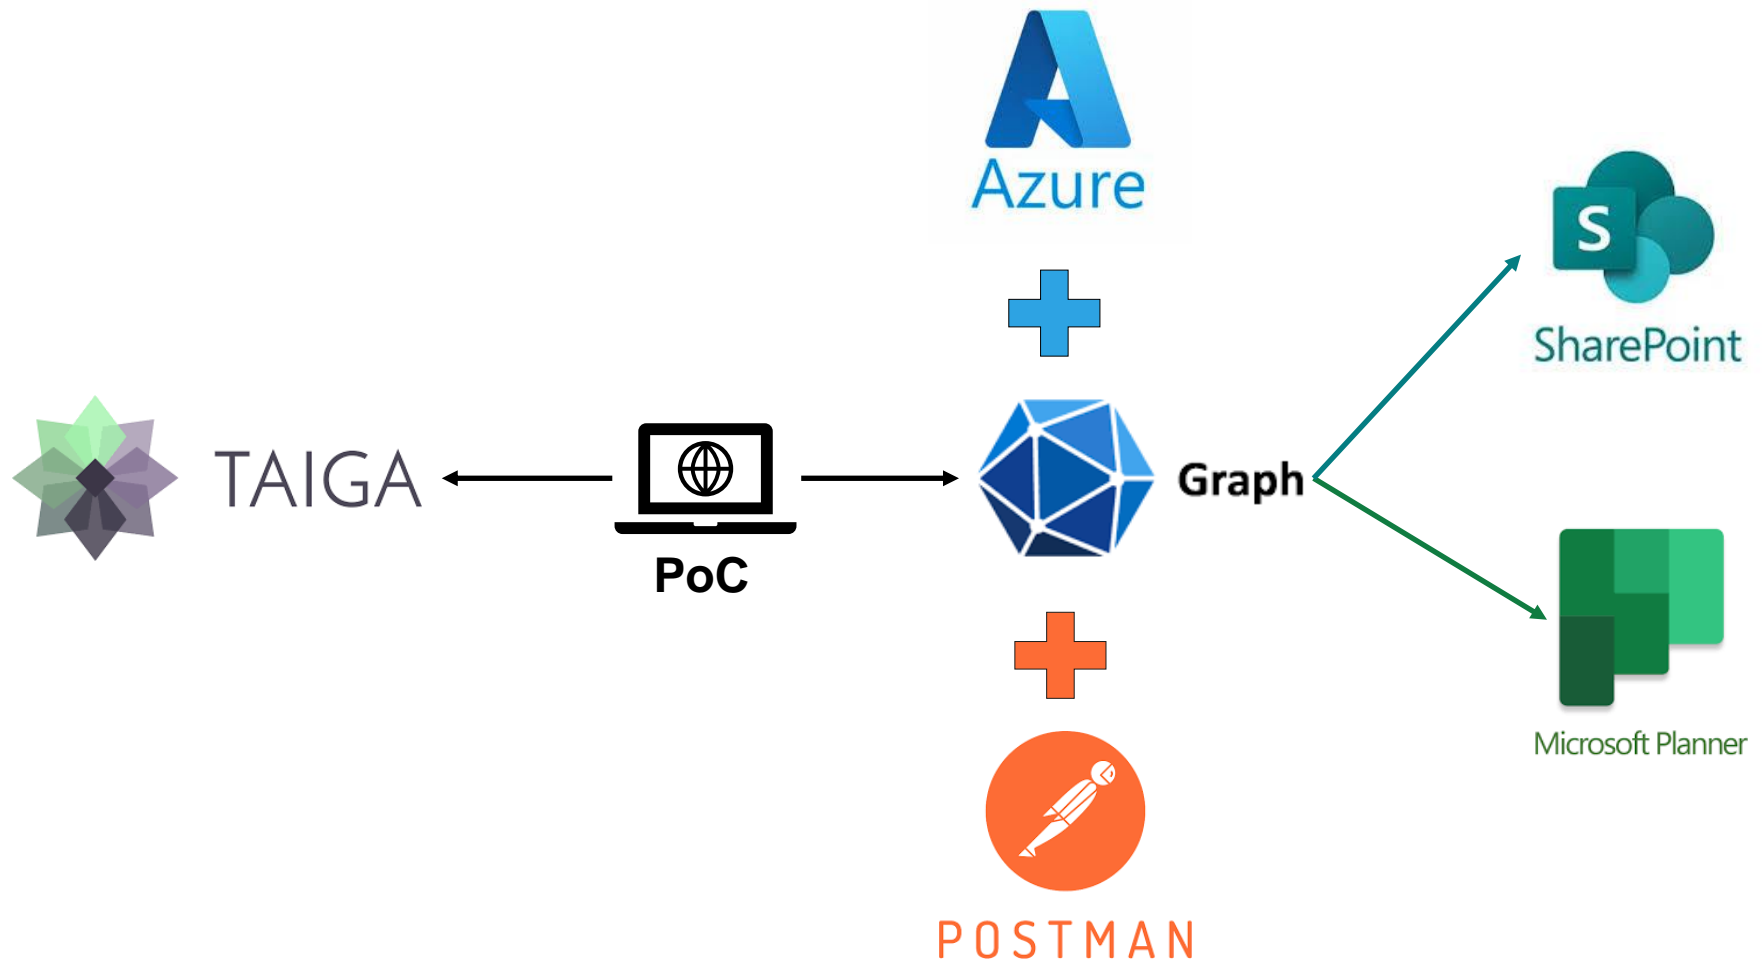 Azure
S
SharePoint
TAIGA
Graph
PoC
Microsoft Planner
POSTMAN